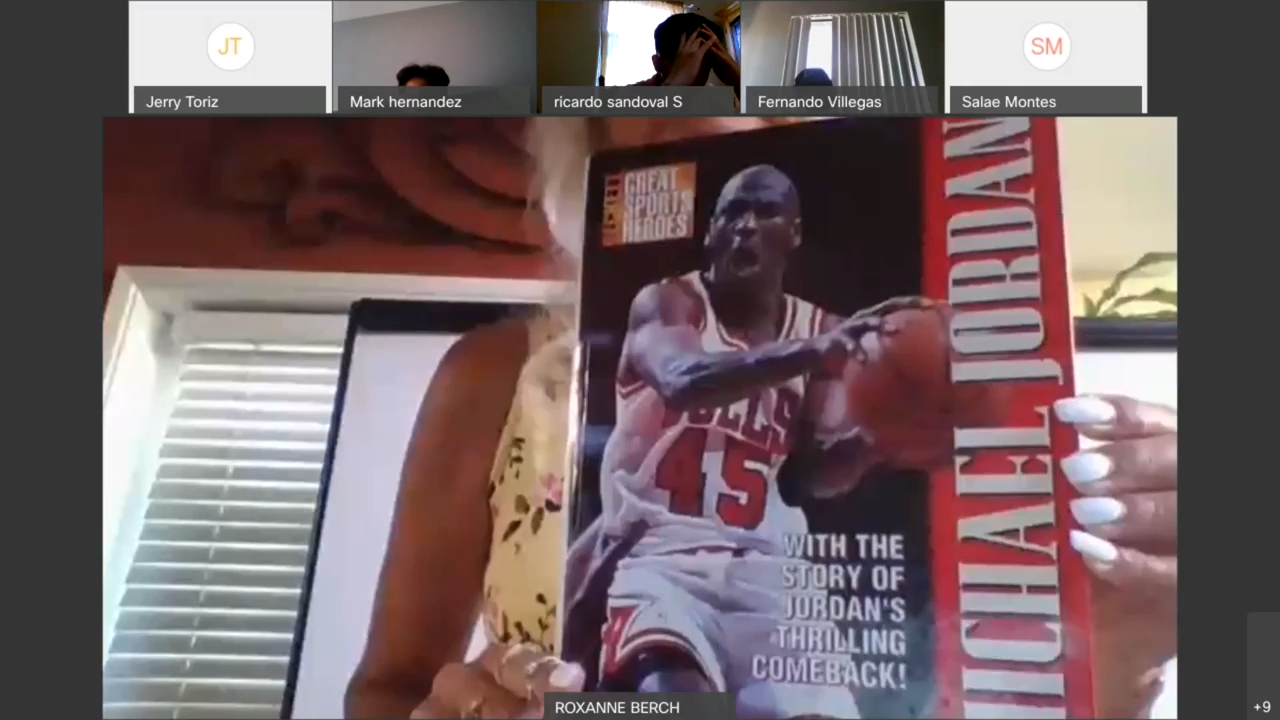 JT
SM
Jerry Toriz
Mark hernandez
ricardo sandoval S
Fernando Villegas
Salae Montes
GREAT
SPORTS
HEROES
MICHAEL JORDAN
BULLS
45
WITH THE
STORY OF
JORDAN'S
THRILLING
COMEBACK!
ROXANNE BERCH
+9